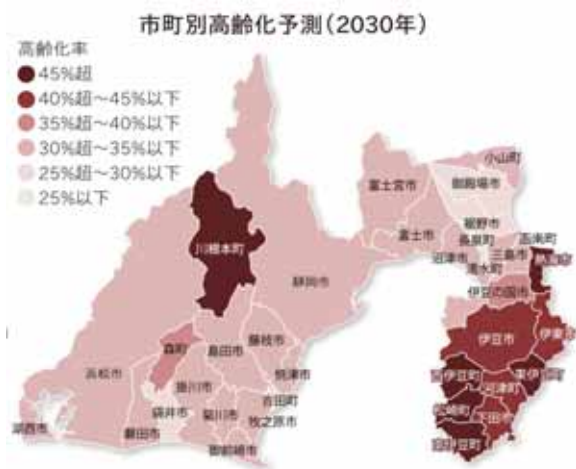 市町別高齢化予測(2030年)
高齢化率
45%超
40%超～45%以下
35%超～40%以下
30%超～35%以下
25%超～30%以下
25%以下
小山町
御殿場市
富士宮市
裾野市
富士市
長泉町
函南町
沼津市
三島市
熱海市
清水町
川根本町
静岡市
伊豆の国市
伊豆市
伊東市
森町
島田市
藤枝市
浜松市
西伊豆町
東伊豆町
掛川市
焼津市
河津町
袋井市
菊川市
吉田町
松崎町
湖西市
磐田市
牧之原市
下田市
御前崎市
南伊豆町